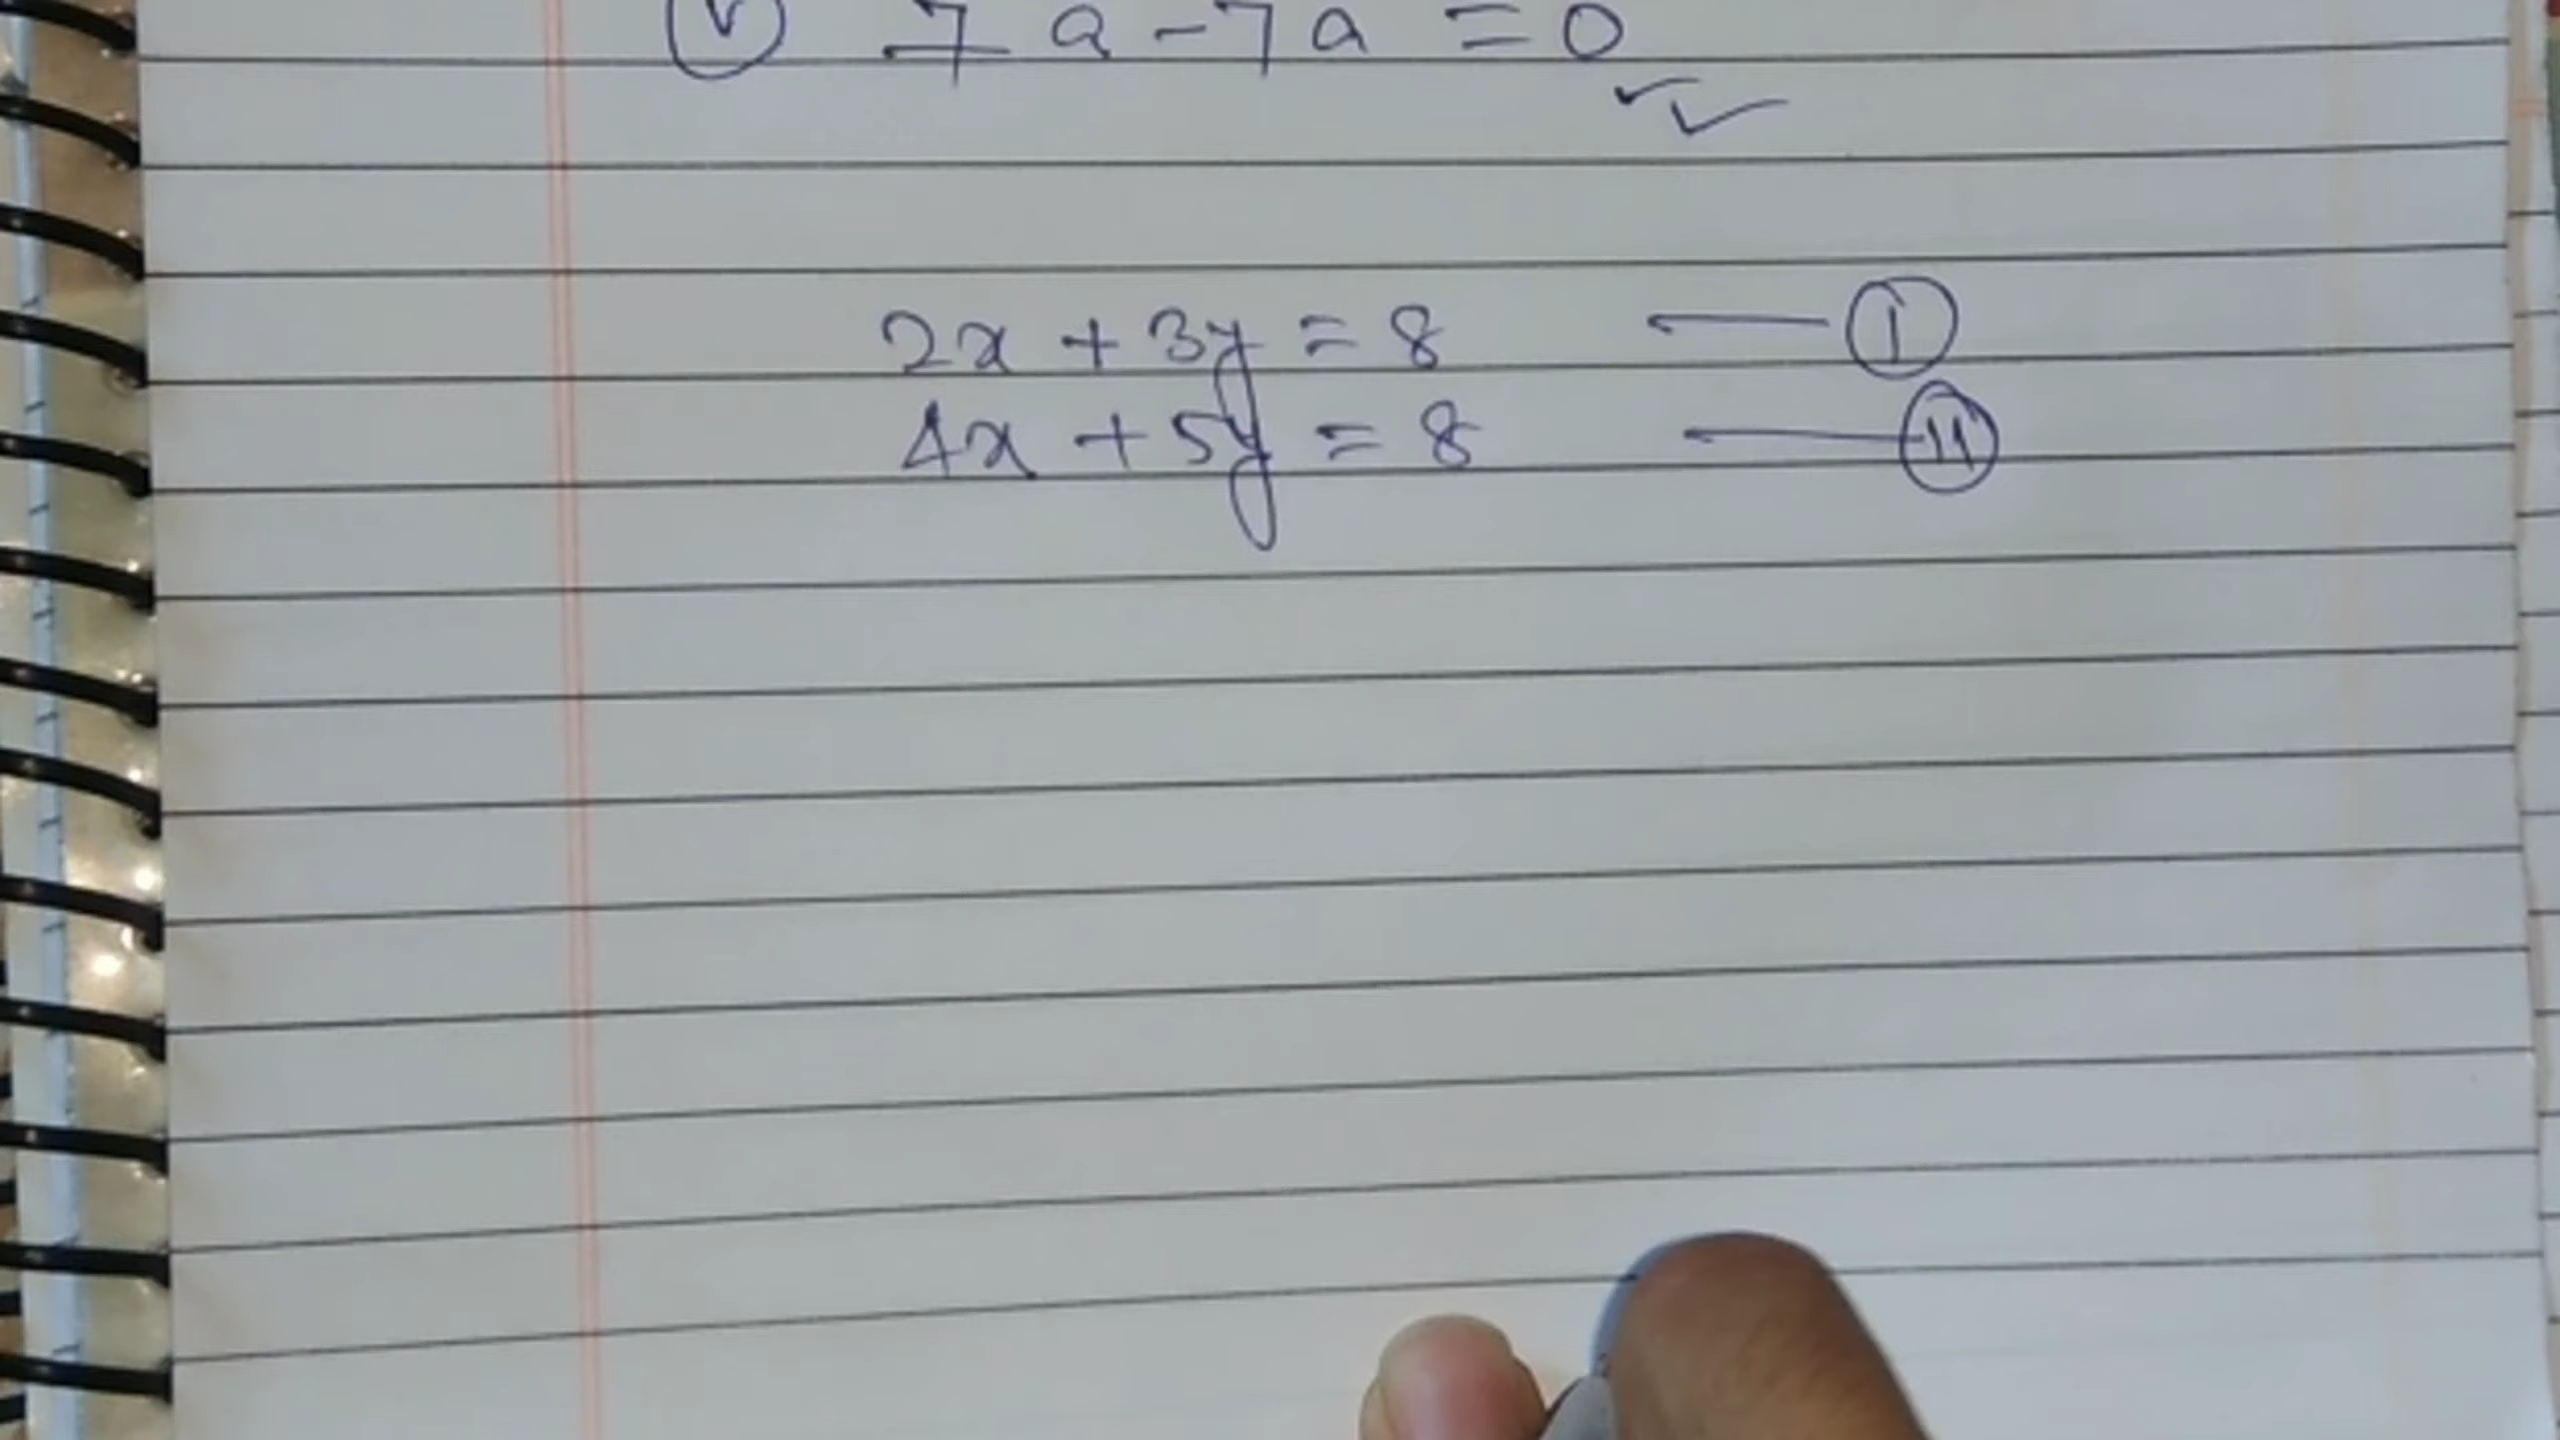 (v) 7a - 7a = 0 ✓✓
2x + 3y = 8 — (I)
4x + 5y = 8 — (II)